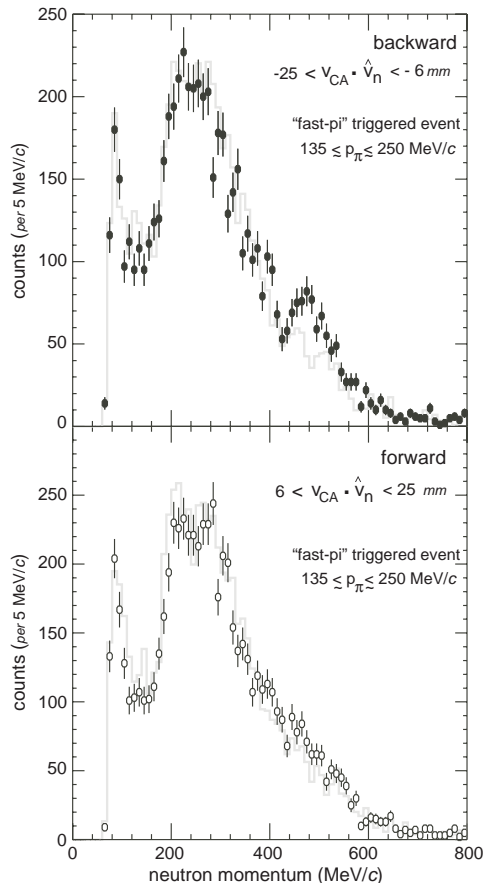 250
200
150
100
50
0
counts (per 5 MeV/c)
backward
-25 < v_CA · v̂_n < - 6 mm
"fast-pi" triggered event
135 ≤ p_π ≤ 250 MeV/c
250
200
150
100
50
0
counts (per 5 MeV/c)
forward
6 < v_CA · v̂_n < 25 mm
"fast-pi" triggered event
135 ≤ p_π ≤ 250 MeV/c
0 200 400 600 800
neutron momentum (MeV/c)